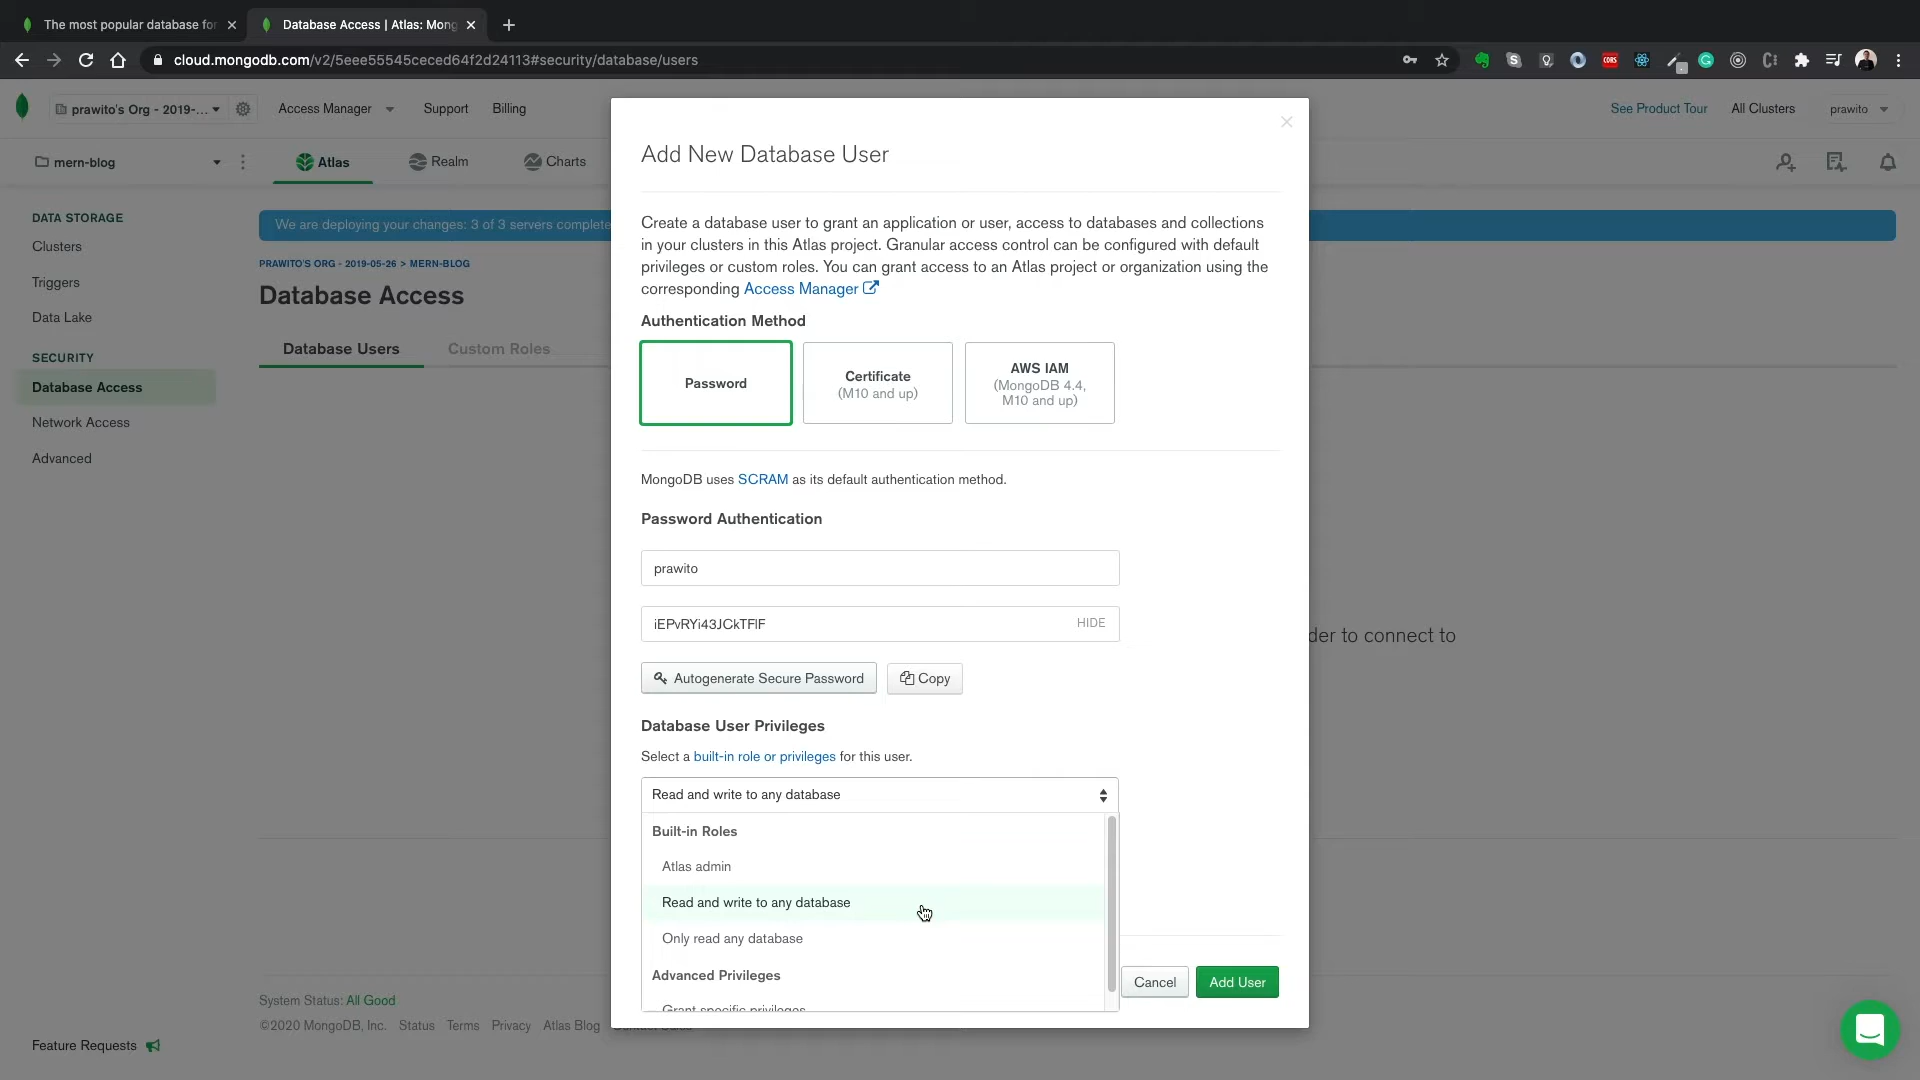 The most popular database for
Database Access | Atlas: Mong
cloud.mongodb.com/v2/5eee55545ceced64f2d24113#security/database/users
CORS
prawito's Org - 2019-...
Access Manager
Support
Billing
See Product Tour
All Clusters
prawito
mern-blog
Atlas
Realm
Charts
DATA STORAGE
Clusters
Triggers
Data Lake
SECURITY
Database Access
Network Access
Advanced
Feature Requests
We are deploying your changes: 3 of 3 servers complete
PRAWITO'S ORG - 2019-05-26 > MERN-BLOG
Database Access
Database Users
Custom Roles
der to connect to
System Status: All Good
©2020 MongoDB, Inc. Status Terms Privacy Atlas Blog
Add New Database User
Create a database user to grant an application or user, access to databases and collections
in your clusters in this Atlas project. Granular access control can be configured with default
privileges or custom roles. You can grant access to an Atlas project or organization using the
corresponding Access Manager
Authentication Method
Password
Certificate
(M10 and up)
AWS IAM
(MongoDB 4.4,
M10 and up)
MongoDB uses SCRAM as its default authentication method.
Password Authentication
prawito
iEPvRYi43JCkTFlF
HIDE
Autogenerate Secure Password
Copy
Database User Privileges
Select a built-in role or privileges for this user.
Read and write to any database
Built-in Roles
Atlas admin
Read and write to any database
Only read any database
Advanced Privileges
Grant specific privileges
Cancel
Add User